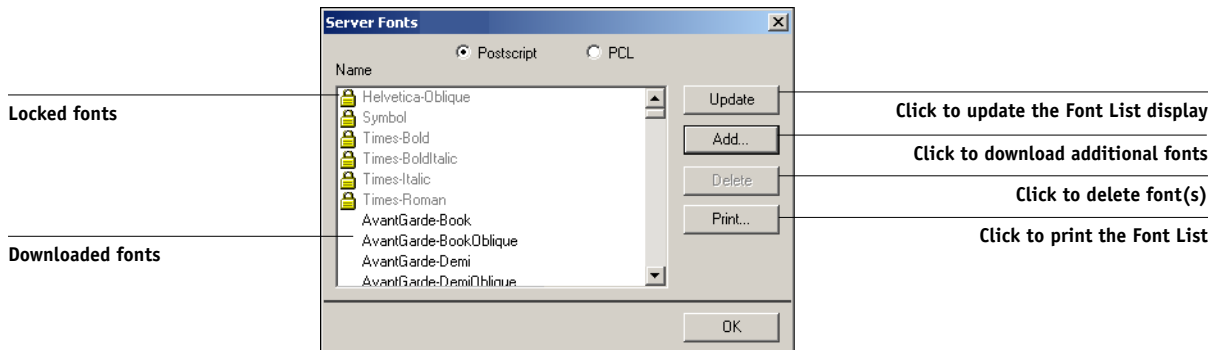 Server Fonts
Postscript PCL
Name
Helvetica-Oblique
Symbol
Times-Bold
Times-BoldItalic
Times-Italic
Times-Roman
AvantGarde-Book
AvantGarde-BookOblique
AvantGarde-Demi
AvantGarde-DemiOblique
Update
Add...
Delete
Print...
OK
Locked fonts
Downloaded fonts
Click to update the Font List display
Click to download additional fonts
Click to delete font(s)
Click to print the Font List